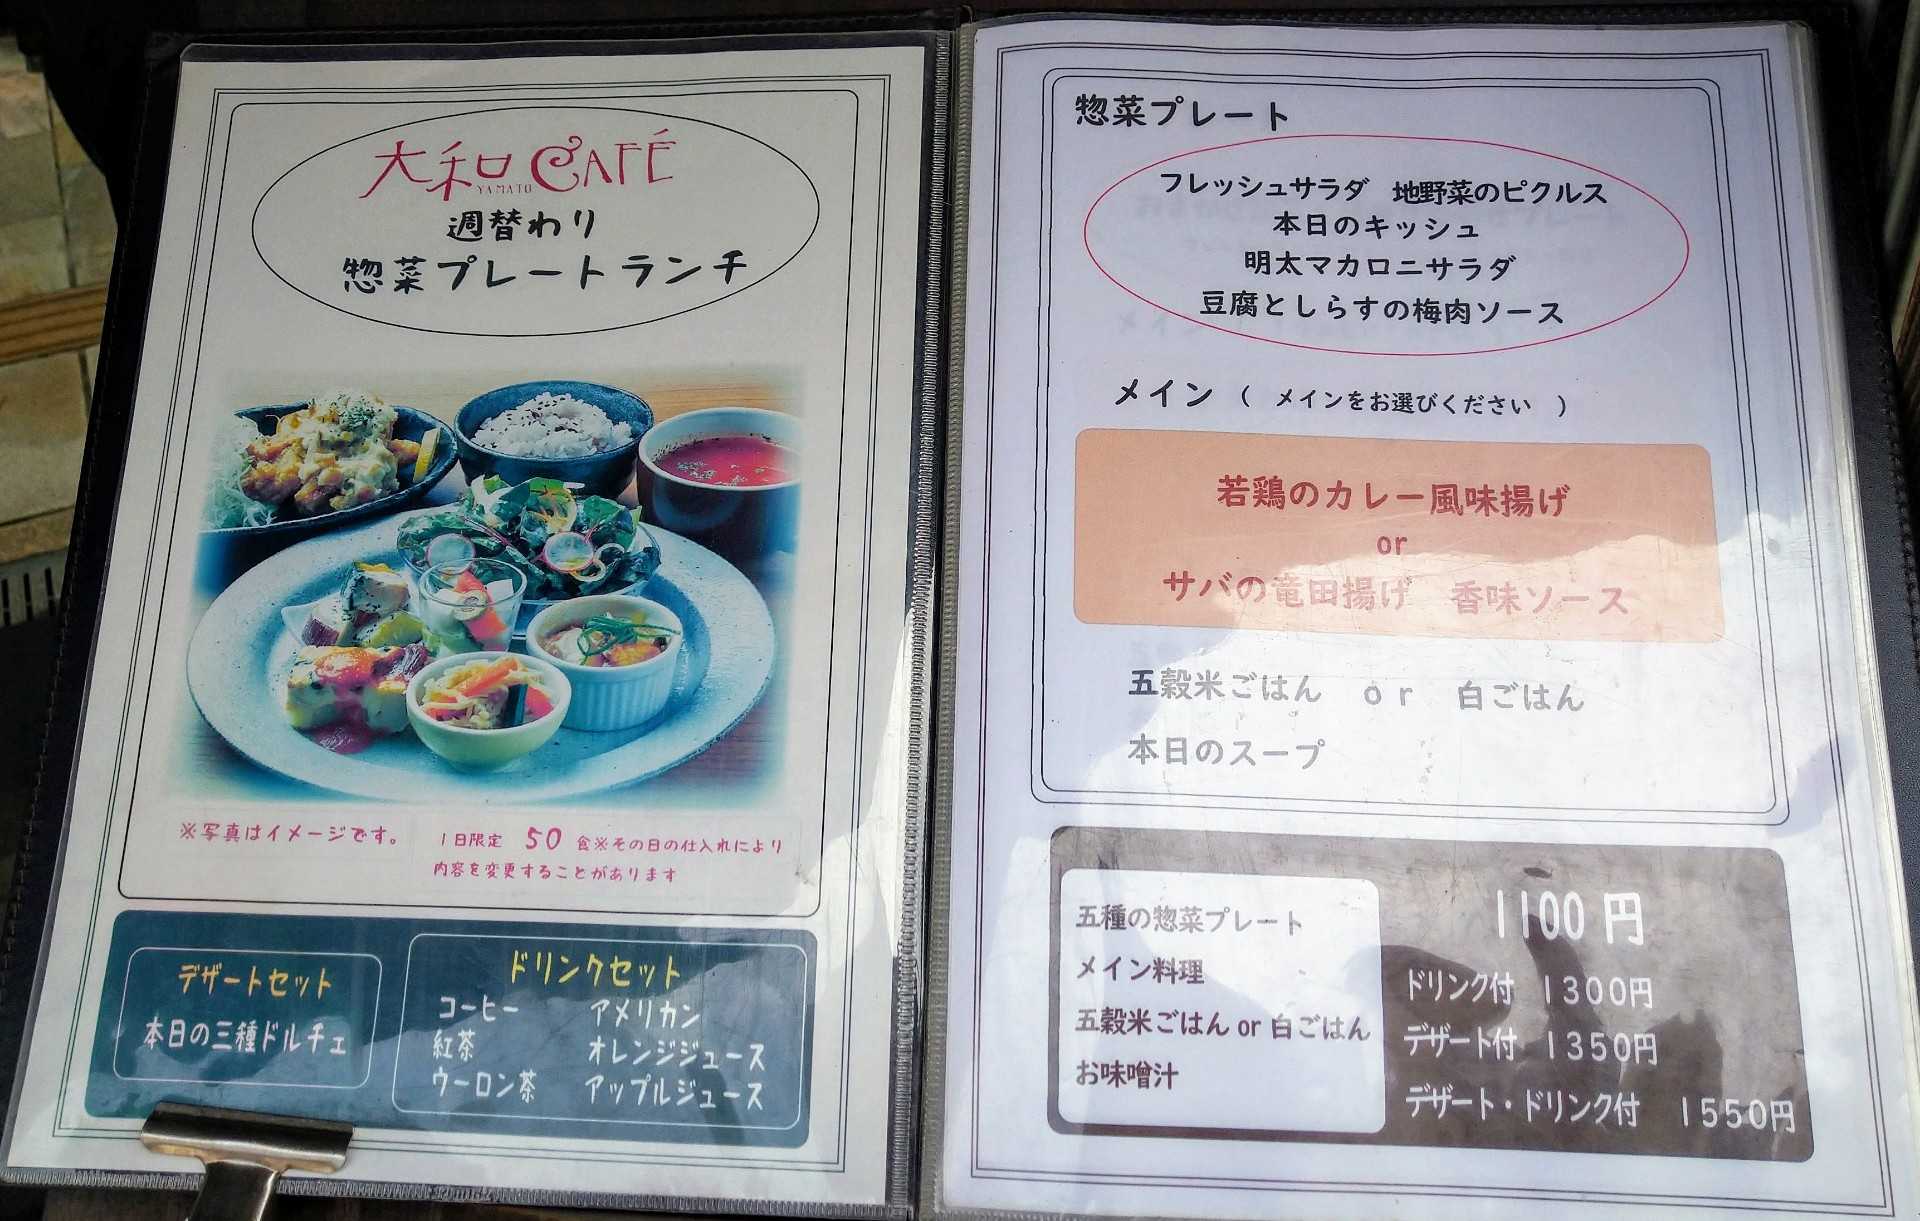 大和 CAFÉ
YAMATO
週替わり
惣菜プレートランチ
※写真はイメージです。
1日限定 50 食※その日の仕入れにより
内容を変更することがあります
デザートセット
本日の三種ドルチェ
ドリンクセット
コーヒー アメリカン
紅茶 オレンジジュース
ウーロン茶 アップルジュース
惣菜プレート
フレッシュサラダ 地野菜のピクルス
本日のキッシュ
明太マカロニサラダ
豆腐としらすの梅肉ソース
メイン ( メインをお選びください )
若鶏のカレー風味揚げ
or
サバの竜田揚げ 香味ソース
五穀米ごはん or 白ごはん
本日のスープ
五種の惣菜プレート
メイン料理
五穀米ごはん or 白ごはん
お味噌汁
1100 円
ドリンク付 1300円
デザート付 1350円
デザート・ドリンク付 1550円